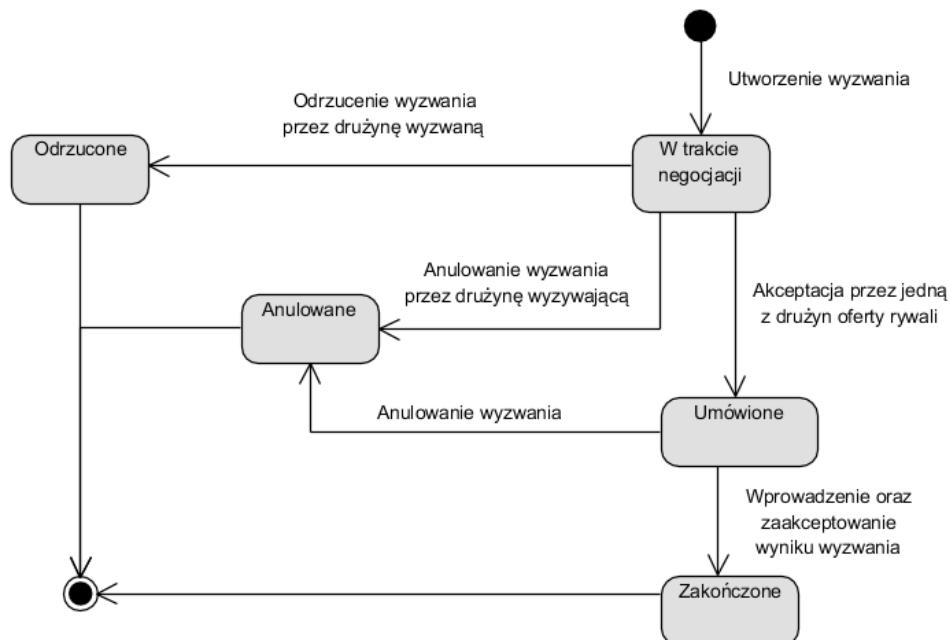 Utworzenie wyzwania
Odrzucenie wyzwania
przez drużynę wyzwaną
Odrzucone
W trakcie
negocjacji
Anulowanie wyzwania
przez drużynę wyzywającą
Akceptacja przez jedną
z drużyn oferty rywali
Anulowane
Anulowanie wyzwania
Umówione
Wprowadzenie oraz
zaakceptowanie
wyniku wyzwania
Zakończone